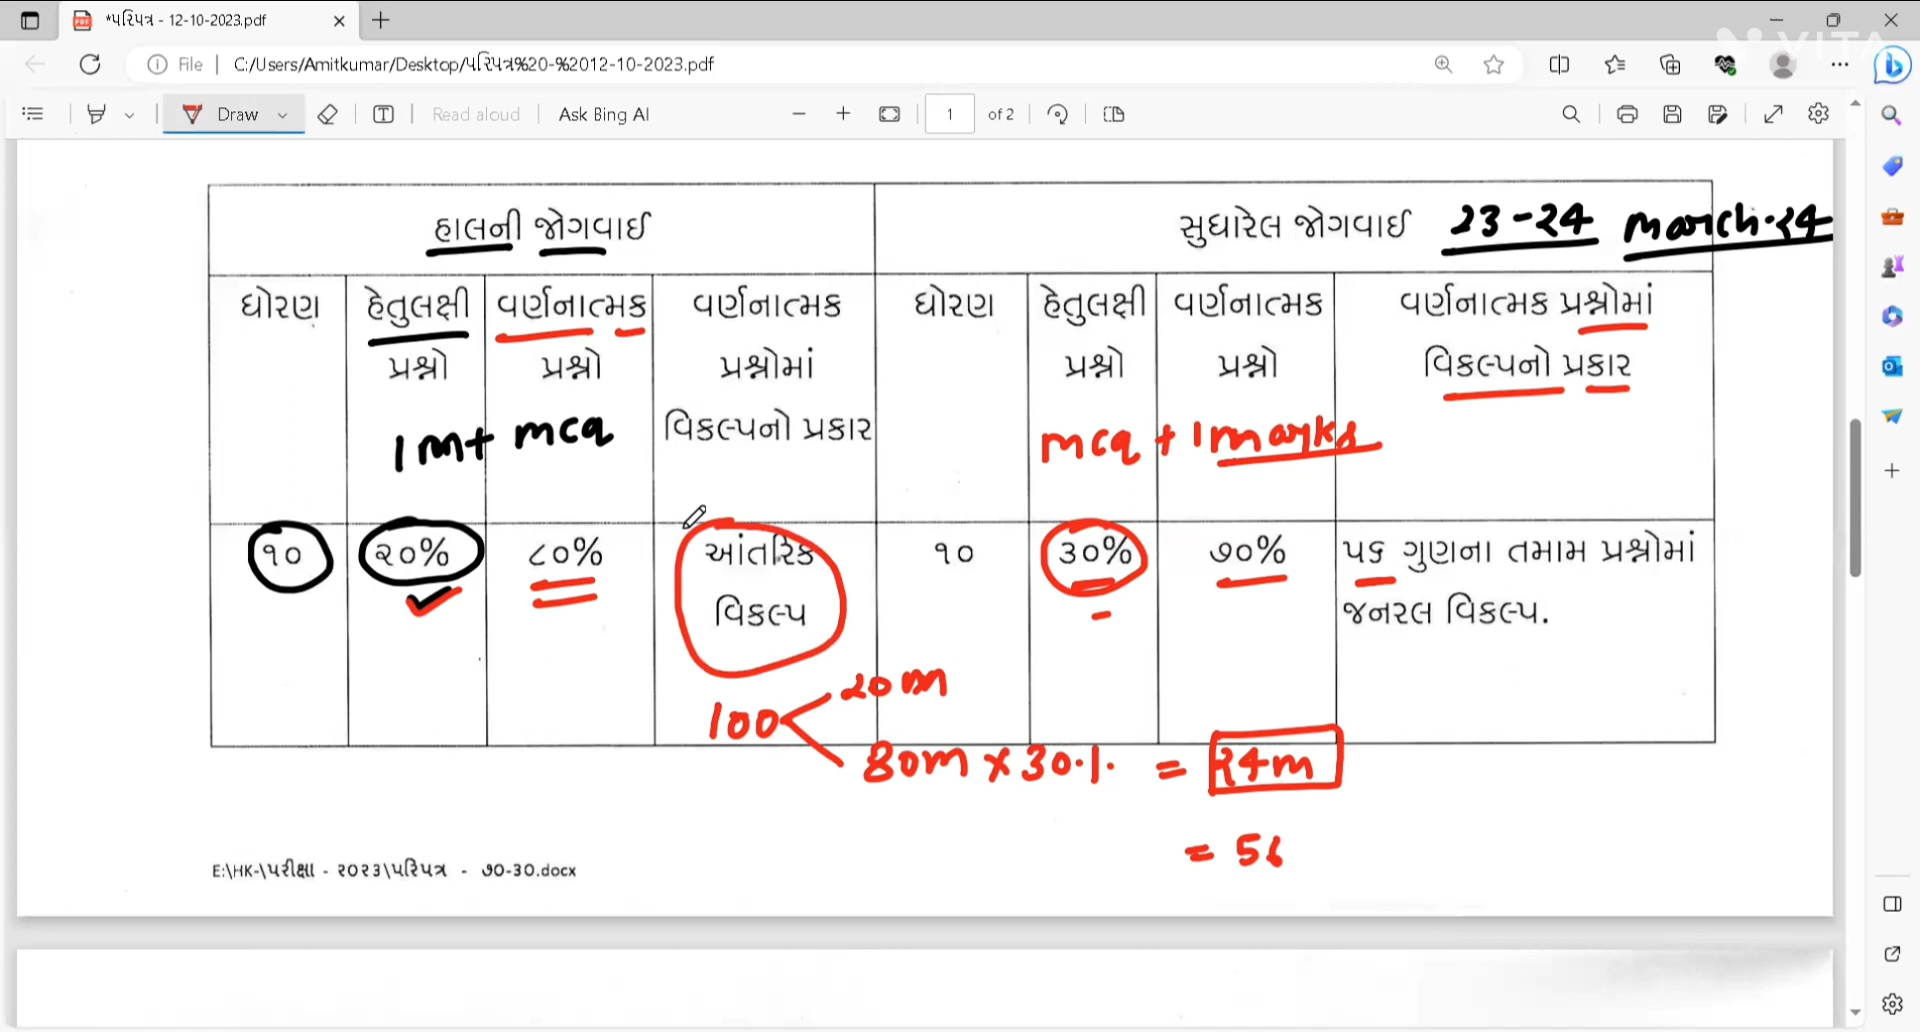 *પરિપત્ર - 12-10-2023.pdf
File | C:/Users/Amitkumar/Desktop/પરિપત્ર%20-%2012-10-2023.pdf
VITA
Draw
Read aloud
Ask Bing AI
1 of 2
હાલની જોગવાઈ
સુધારેલ જોગવાઈ 23-24 march-24
ધોરણ
હેતુલક્ષી પ્રશ્નો
વર્ણનાત્મક પ્રશ્નો
વર્ણનાત્મક પ્રશ્નોમાં વિકલ્પનો પ્રકાર
ધોરણ
હેતુલક્ષી પ્રશ્નો
વર્ણનાત્મક પ્રશ્નો
વર્ણનાત્મક પ્રશ્નોમાં
વિકલ્પનો પ્રકાર
1m+ mcq
mcq + 1marks
૧૦
૨૦%
૮૦%
આંતરિક
વિકલ્પ
૧૦
૩૦%
૭૦%
૫૬ ગુણના તમામ પ્રશ્નોમાં
જનરલ વિકલ્પ.
100
20m
80m x 30% = 24m
= 56
E:\HK-\પરીક્ષા - ૨૦૨૩\પરિપત્ર - ૭૦-૩૦.docx